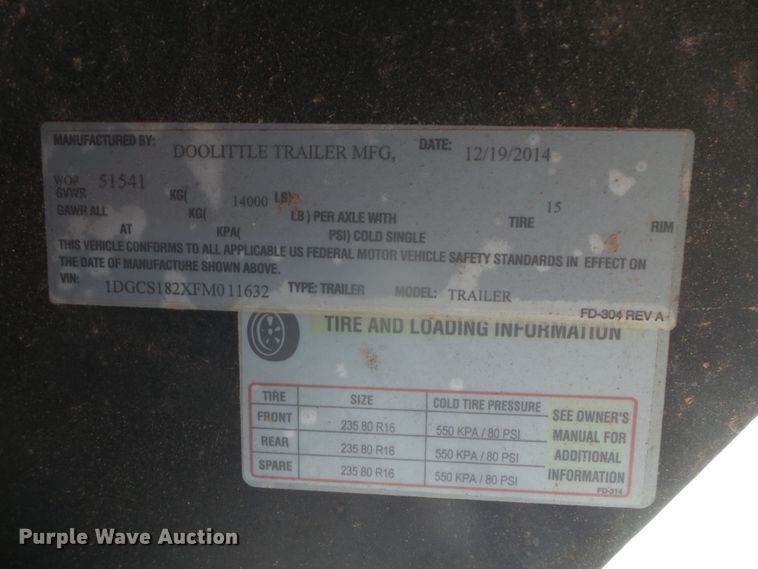 MANUFACTURED BY: DOOLITTLE TRAILER MFG, DATE: 12/19/2014
WO# 51541
GVWR KG( 14000 LB)
GAWR ALL KG( LB) PER AXLE WITH TIRE 15 RIM
AT KPA( PSI) COLD SINGLE
THIS VEHICLE CONFORMS TO ALL APPLICABLE US FEDERAL MOTOR VEHICLE SAFETY STANDARDS IN EFFECT ON
THE DATE OF MANUFACTURE SHOWN ABOVE.
VIN: 1DGCS182XFM011632 TYPE: TRAILER MODEL: TRAILER
FD-304 REV A
TIRE AND LOADING INFORMATION
TIRE SIZE COLD TIRE PRESSURE SEE OWNER'S
FRONT 235 80 R16 550 KPA / 80 PSI MANUAL FOR
REAR 235 80 R16 550 KPA / 80 PSI ADDITIONAL
SPARE 235 80 R16 550 KPA / 80 PSI INFORMATION
FD-314
Purple Wave Auction®